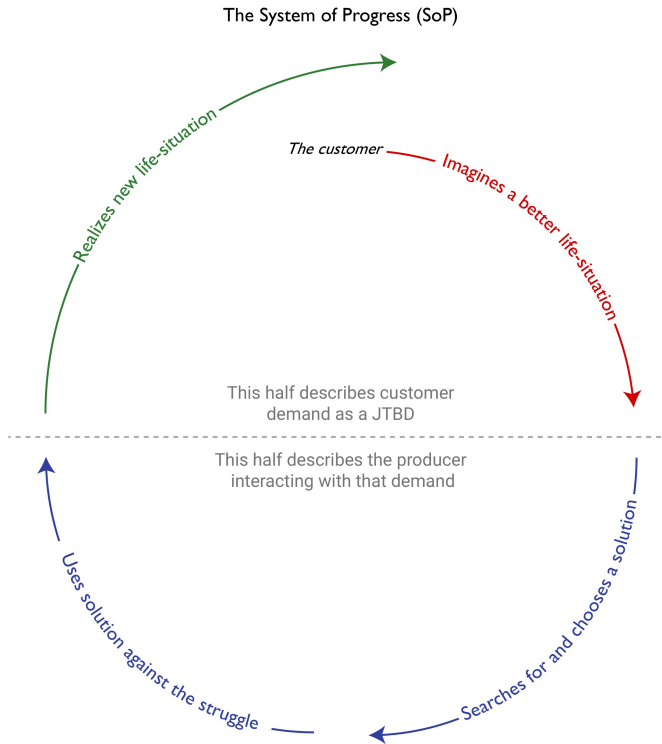 The System of Progress (SoP)
The customer
Imagines a better life-situation
Realizes new life-situation
This half describes customer
demand as a JTBD
This half describes the producer
interacting with that demand
Searches for and chooses a solution
Uses solution against the struggle